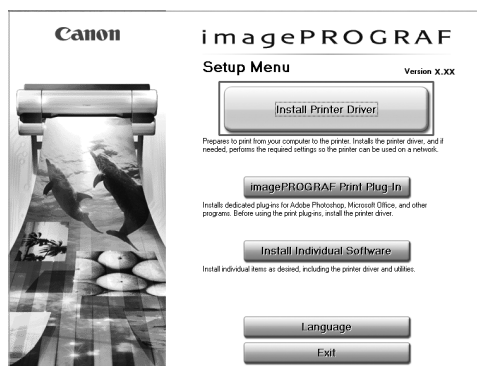 Canon
imagePROGRAF
Setup Menu
Version X.XX
Install Printer Driver
Prepares to print from your computer to the printer. Installs the printer driver, and if
needed, performs the required settings so the printer can be used on a network.
imagePROGRAF Print Plug-In
Installs dedicated plug-ins for Adobe Photoshop, Microsoft Office, and other
programs. Before using the print plug-ins, install the printer driver.
Install Individual Software
Install individual items as desired, including the printer driver and utilities.
Language
Exit